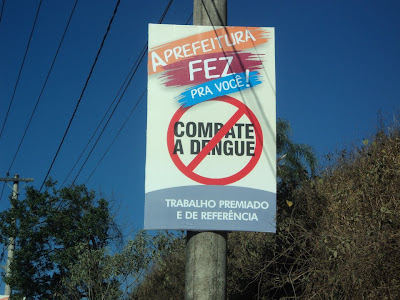 A PREFEITURA
FEZ
PRA VOCÊ!
COMBATE
A DENGUE
TRABALHO PREMIADO
E DE REFERÊNCIA